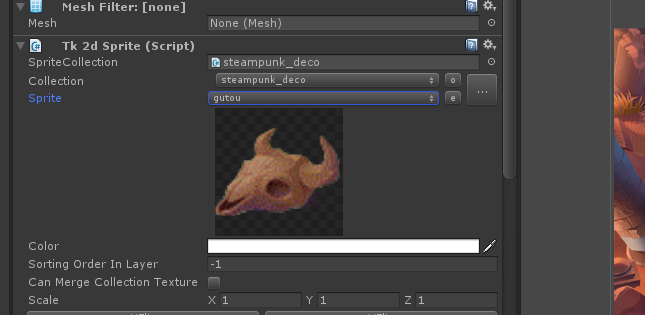 Mesh Filter: [none]
Mesh None (Mesh)
Tk 2d Sprite (Script)
SpriteCollection steampunk_deco
Collection steampunk_deco o ...
Sprite gutou e
Color
Sorting Order In Layer -1
Can Merge Collection Texture
Scale X 1 Y 1 Z 1